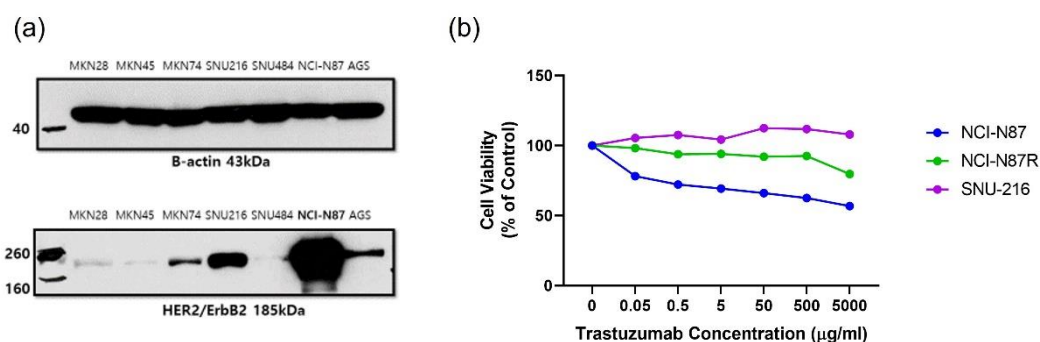 (a)
MKN28 MKN45 MKN74 SNU216 SNU484 NCI-N87 AGS
40
B-actin 43kDa
MKN28 MKN45 MKN74 SNU216 SNU484 NCI-N87 AGS
260
160
HER2/ErbB2 185kDa
(b)
150
100
50
0
Cell Viability
(% of Control)
0 0.05 0.5 5 50 500 5000
Trastuzumab Concentration (μg/ml)
NCI-N87
NCI-N87R
SNU-216